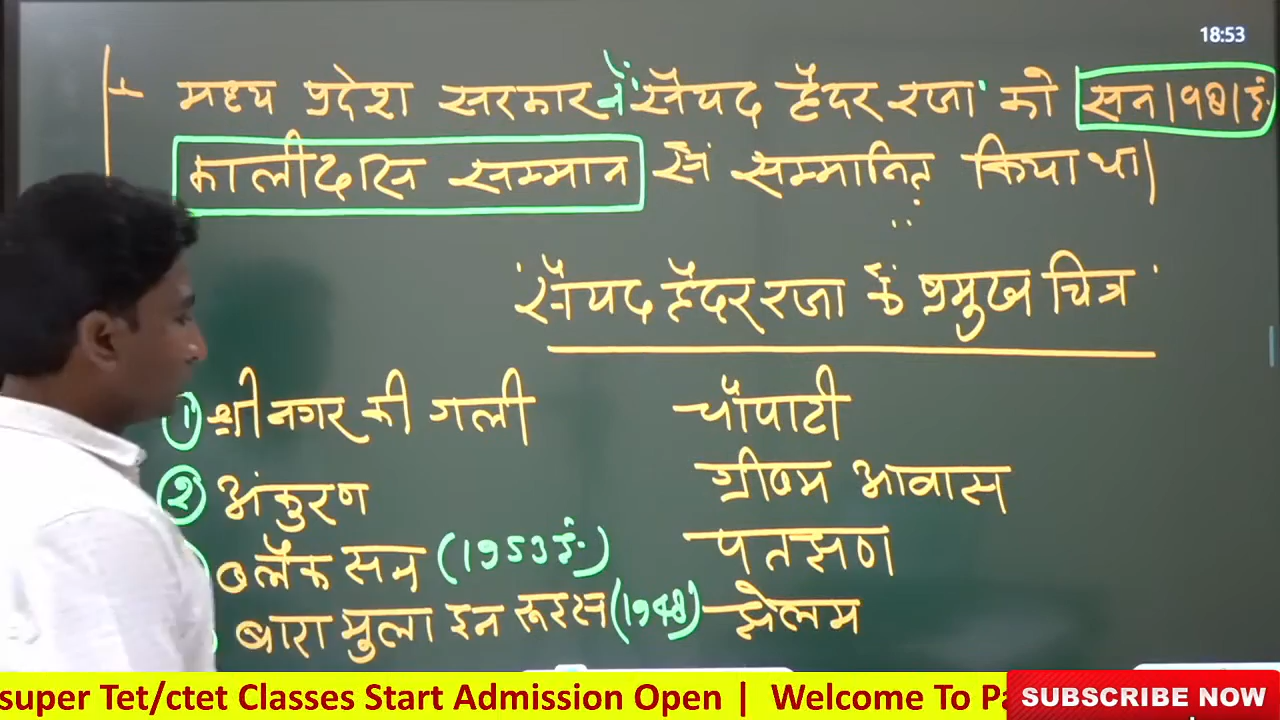 18:53
मध्य प्रदेश सरकार ने सैयद हैदर रजा को सन 1981 ई.
कालीदास सम्मान से सम्मानित किया था|
सैयद हैदर रजा के प्रमुख चित्र
① श्रीनगर की गली
चौपाटी
② अंकुरण
ग्रीष्म आवास
ब्लैक सन (1953 ई.)
पतझण
बारामुला इन रूइन्स (1948)
झेलम
super Tet/ctet Classes Start Admission Open | Welcome To Pa
SUBSCRIBE NOW